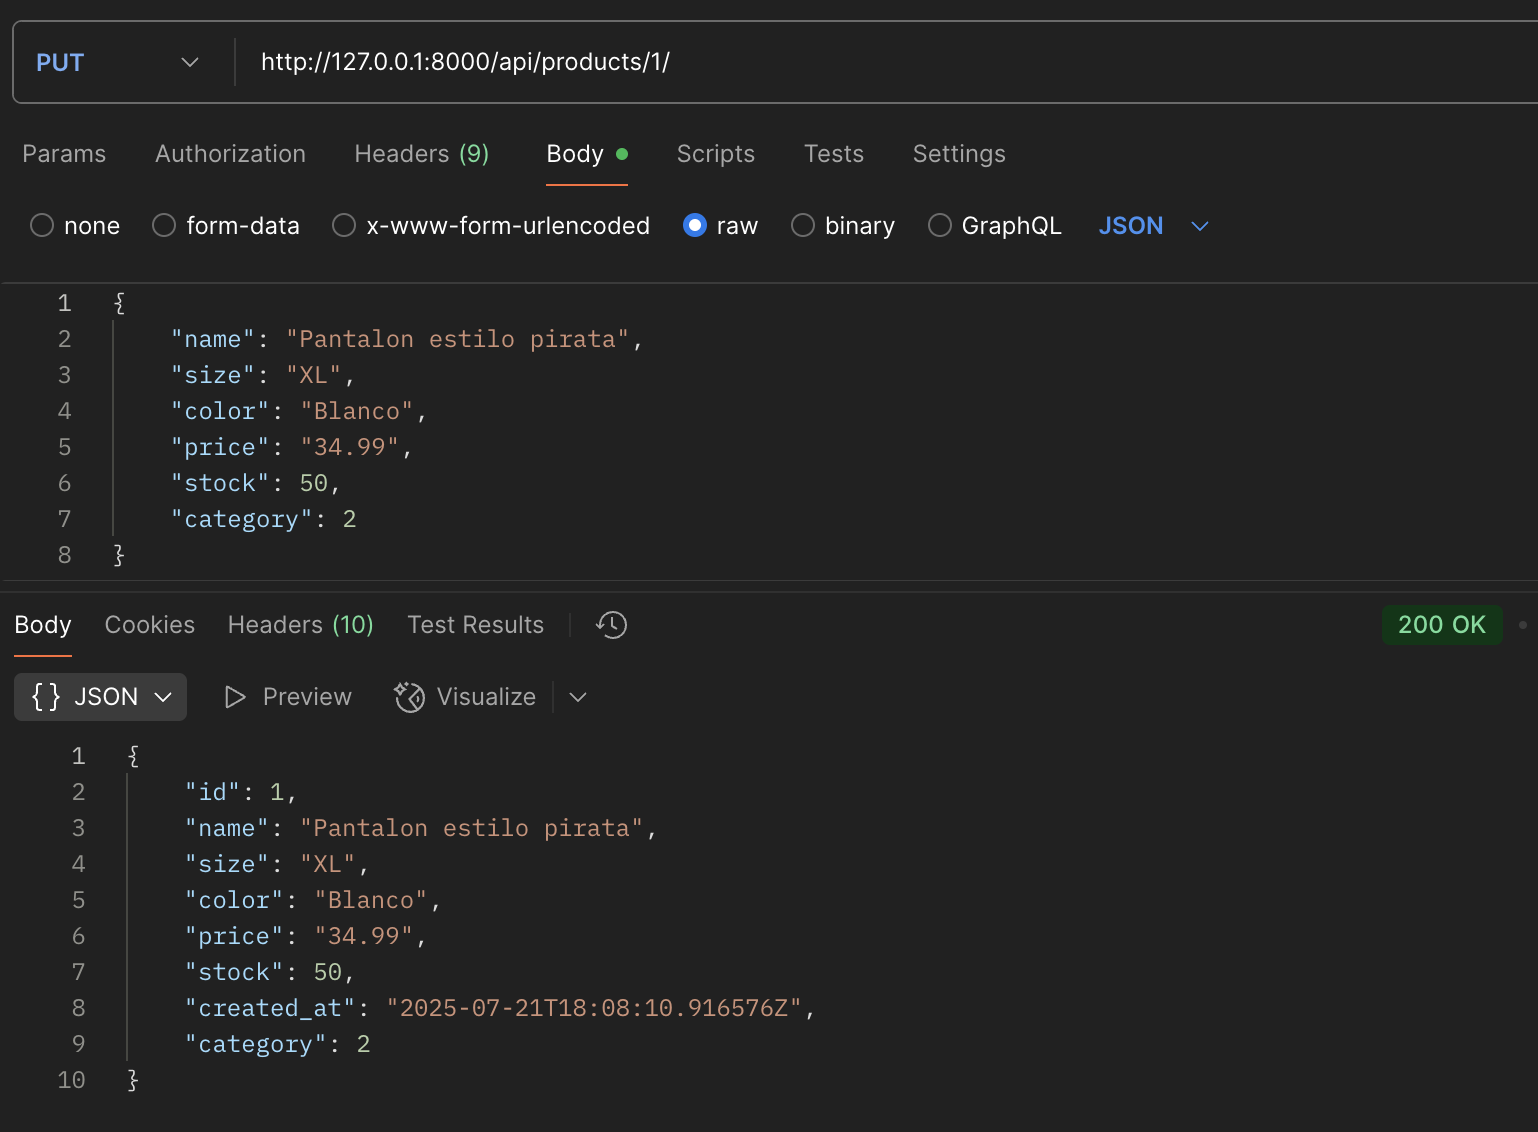 PUT http://127.0.0.1:8000/api/products/1/
Params Authorization Headers (9) Body Scripts Tests Settings
none form-data x-www-form-urlencoded raw binary GraphQL JSON
1 {
2 "name": "Pantalon estilo pirata",
3 "size": "XL",
4 "color": "Blanco",
5 "price": "34.99",
6 "stock": 50,
7 "category": 2
8 }
Body Cookies Headers (10) Test Results 200 OK
{} JSON Preview Visualize
1 {
2 "id": 1,
3 "name": "Pantalon estilo pirata",
4 "size": "XL",
5 "color": "Blanco",
6 "price": "34.99",
7 "stock": 50,
8 "created_at": "2025-07-21T18:08:10.916576Z",
9 "category": 2
10 }